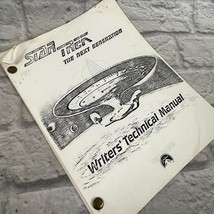 STAR TREK
THE NEXT GENERATION
Writers' Technical Manual